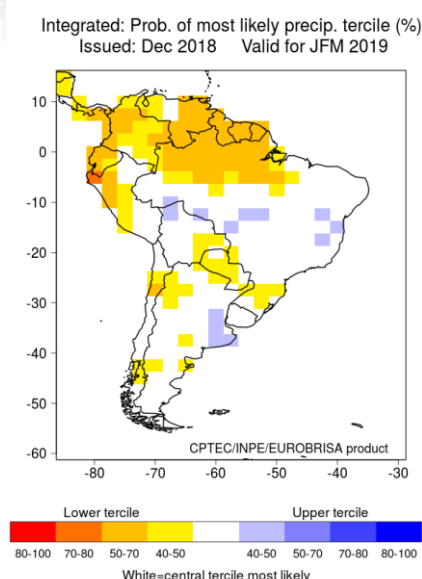 Integrated: Prob. of most likely precip. tercile (%)
Issued: Dec 2018 Valid for JFM 2019
10
0
-10
-20
-30
-40
-50
-60
CPTEC/INPE/EUROBRISA product
-80 -70 -60 -50 -40 -30
Lower tercile Upper tercile
80-100 70-80 50-70 40-50 40-50 50-70 70-80 80-100
White=central tercile most likely